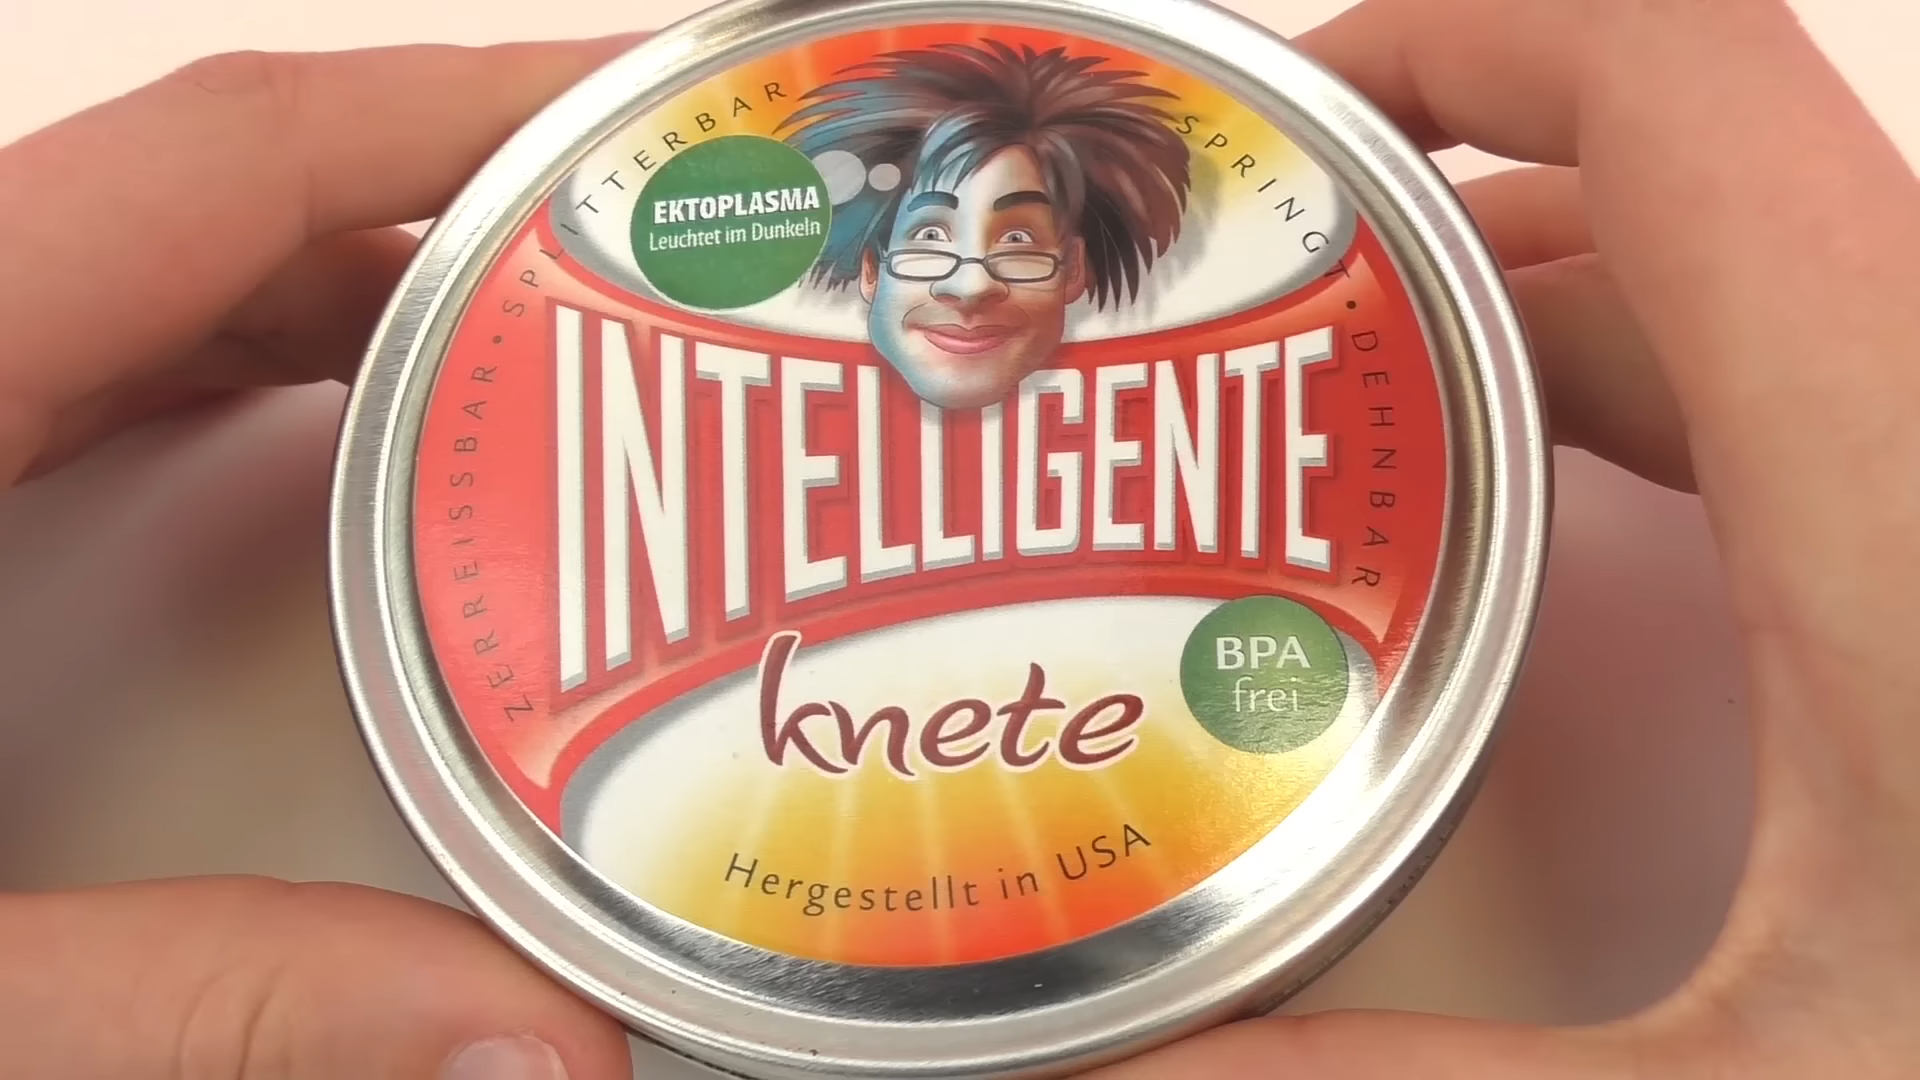 ZERREISSBAR • SPLITTERBAR
SPRINGT • DEHNBAR
EKTOPLASMA
Leuchtet im Dunkeln
INTELLIGENTE
knete
BPA
frei
Hergestellt in USA